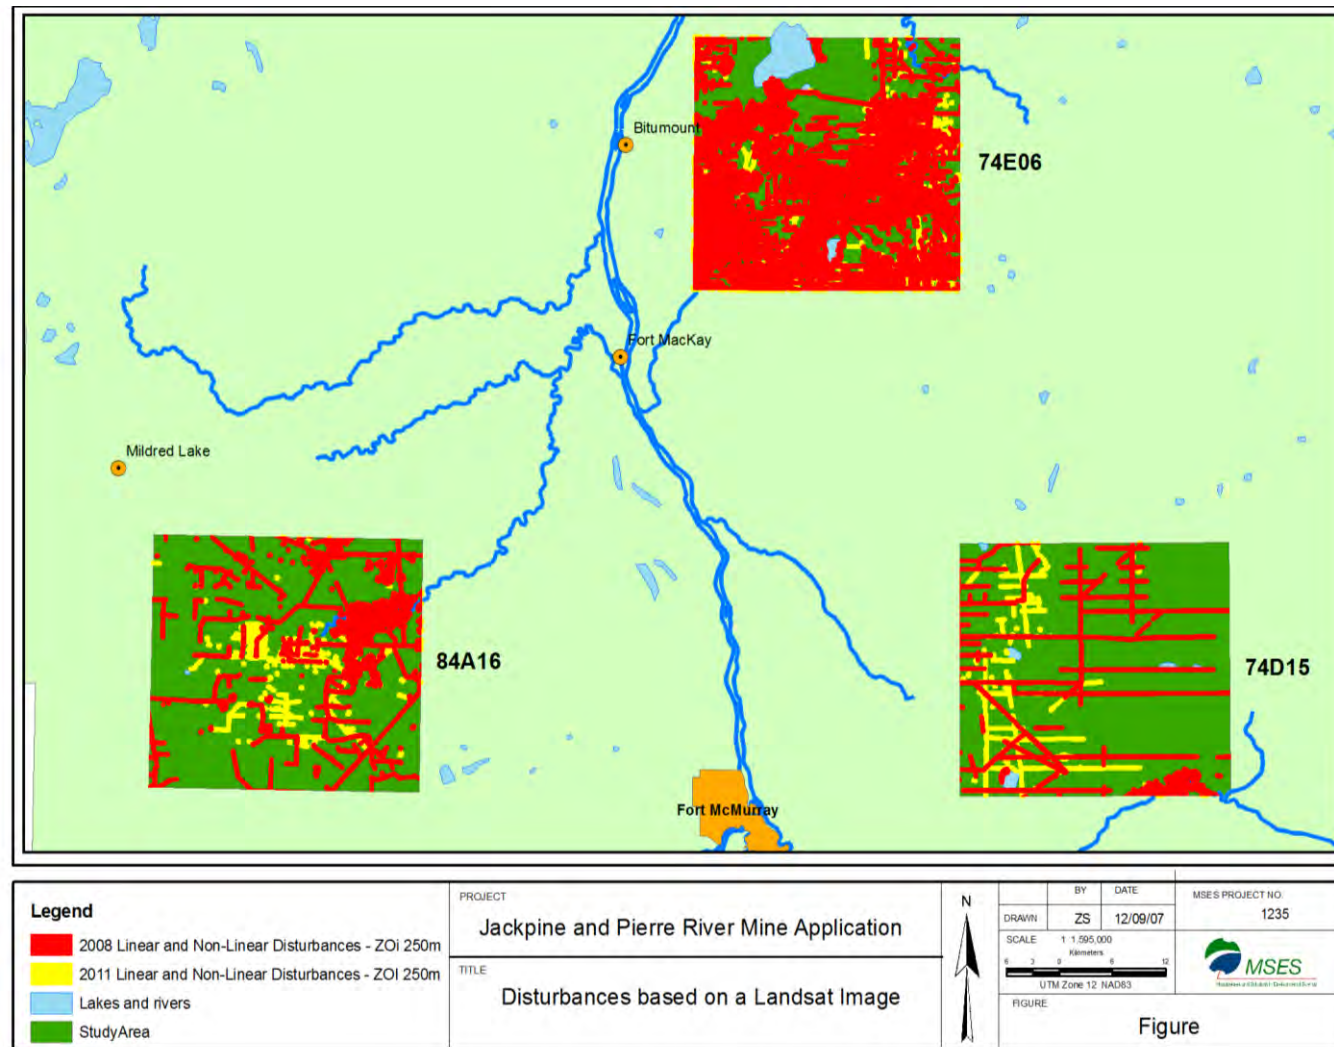 Bitumount
74E06
Fort MacKay
Mildred Lake
84A16
74D15
Fort McMurray
Legend
2008 Linear and Non-Linear Disturbances - ZOi 250m
2011 Linear and Non-Linear Disturbances - ZOI 250m
Lakes and rivers
StudyArea
PROJECT
Jackpine and Pierre River Mine Application
TITLE
Disturbances based on a Landsat Image
N
BY DATE
DRAWN ZS 12/09/07
SCALE 1 1:595,000
Kilometers
6 3 0 6 12
UTM Zone 12 NAD83
FIGURE
Figure
MSES PROJECT NO.
1235
MSES